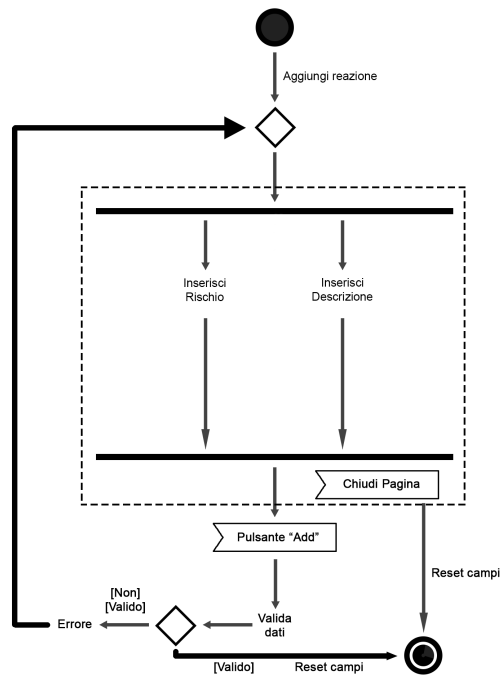 Aggiungi reazione
Inserisci
Rischio
Inserisci
Descrizione
Chiudi Pagina
Pulsante “Add”
Reset campi
[Non]
[Valido]
Errore
Valida
dati
[Valido]
Reset campi